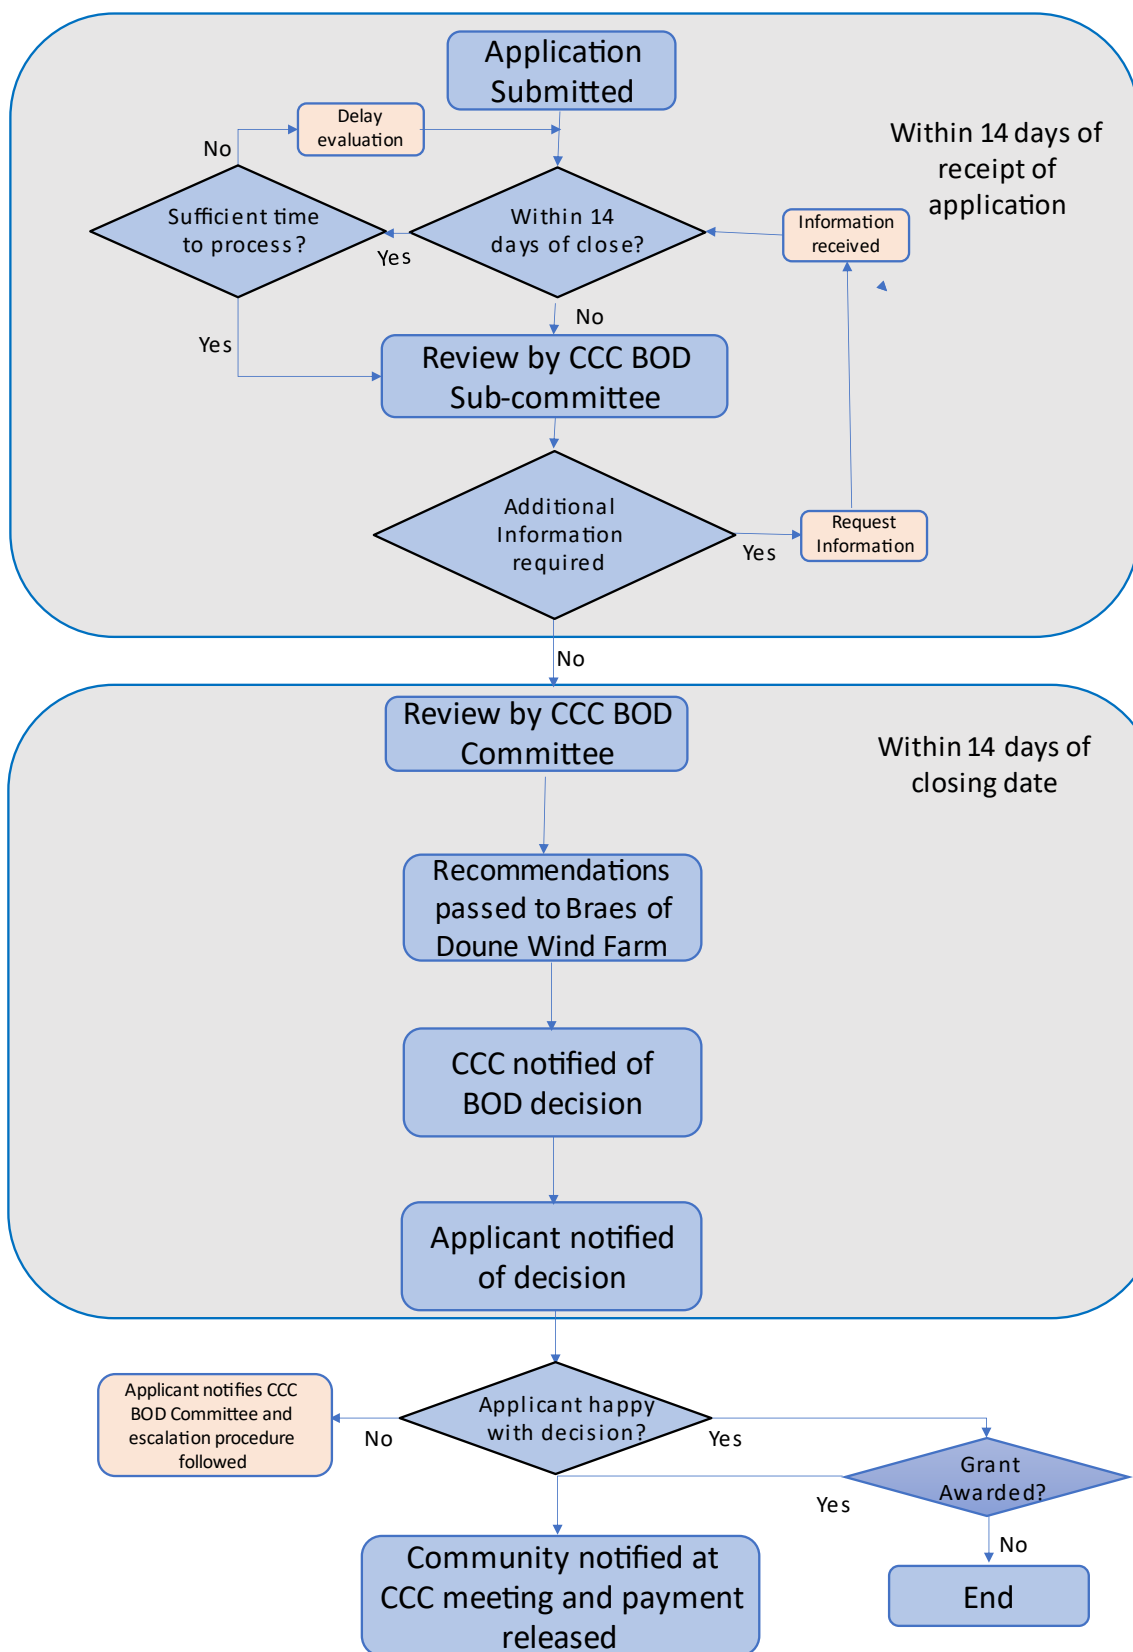 Application
Submitted
Delay
evaluation
No
Within 14 days of
receipt of
application
Sufficient time
to process?
Within 14
days of close?
Information
received
Yes
No
Yes
Review by CCC BOD
Sub-committee
Additional
Information
required
Yes
Request
Information
No
Review by CCC BOD
Committee
Within 14 days of
closing date
Recommendations
passed to Braes of
Doune Wind Farm
CCC notified of
BOD decision
Applicant notified
of decision
Applicant notifies CCC
BOD Committee and
escalation procedure
followed
No
Applicant happy
with decision?
Yes
Grant
Awarded?
Yes
No
Community notified at
CCC meeting and payment
released
End